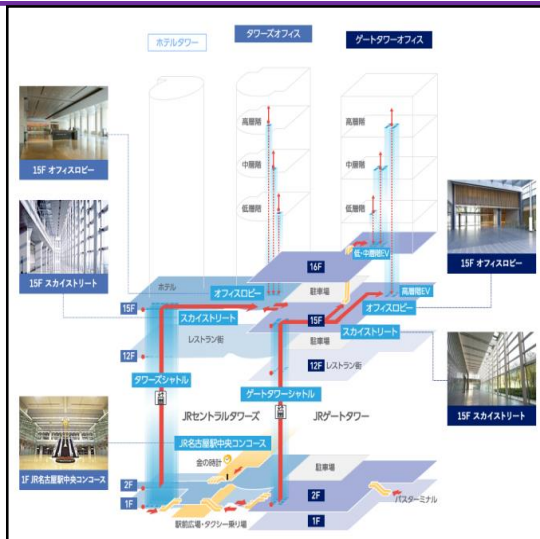 ホテルタワー
タワーズオフィス
ゲートタワーオフィス
高層階
高層階
中層階
中層階
低層階
低層階
15F オフィスロビー
15F スカイストリート
1F JR名古屋駅中央コンコース
15F オフィスロビー
15F スカイストリート
16F
低・中層階EV
ホテル
オフィスロビー
駐車場
高層階EV
15F
スカイストリート
15F
オフィスロビー
スカイストリート
レストラン街
駐車場
12F
12F レストラン街
タワーズシャトル
ゲートタワーシャトル
JRセントラルタワーズ
JRゲートタワー
JR名古屋駅中央コンコース
金の時計
駐車場
2F
2F
バスターミナル
1F
1F
駅前広場・タクシー乗り場